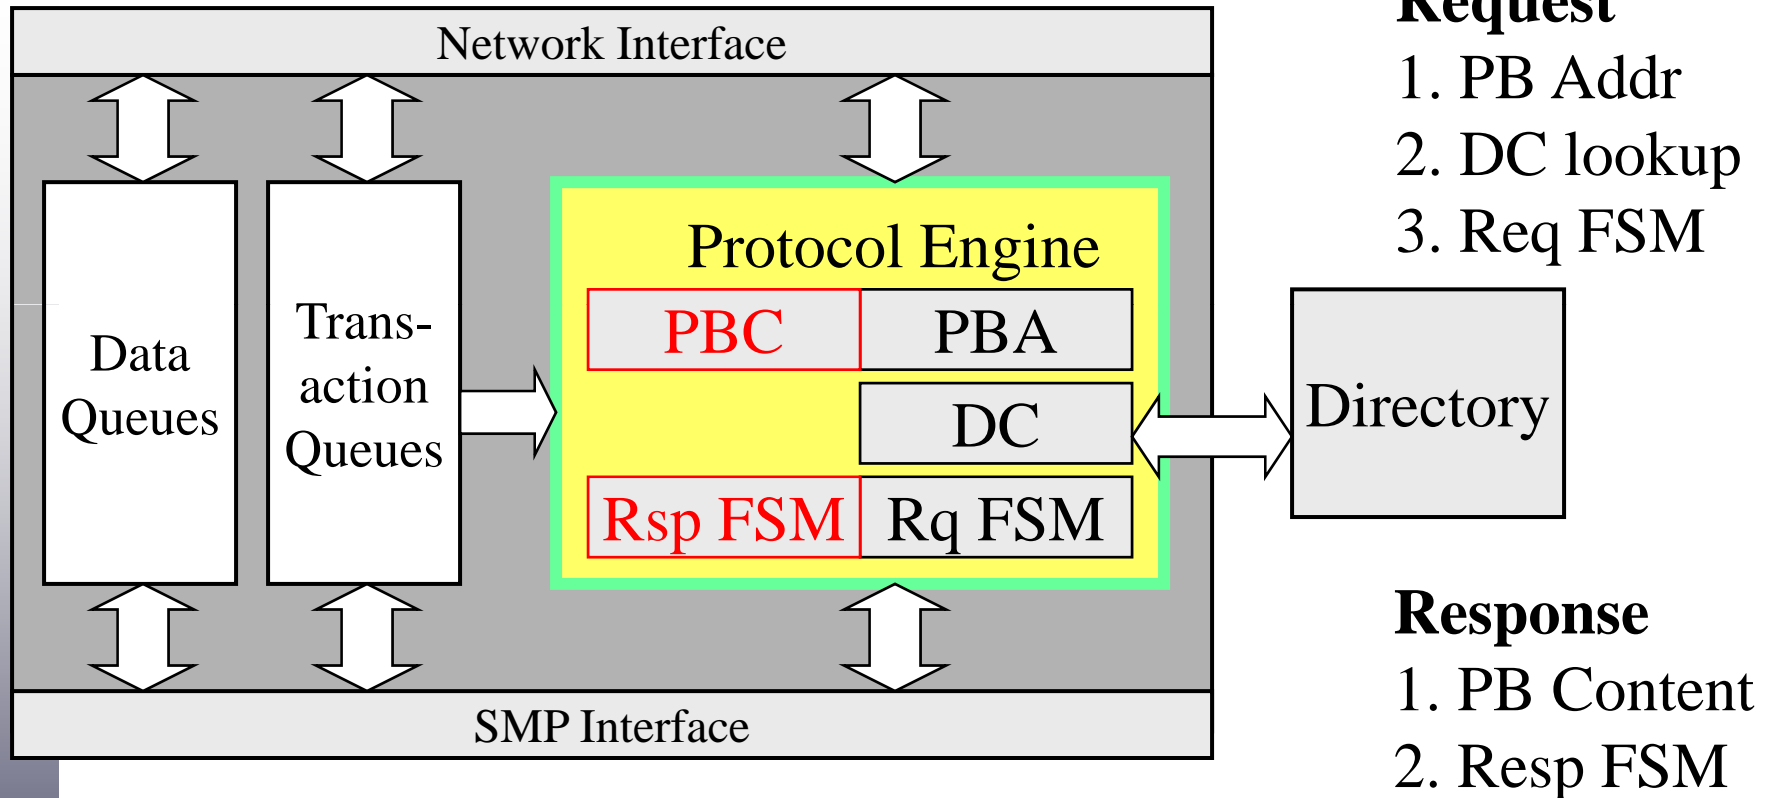 Network Interface
Data
Queues
Trans-
action
Queues
Protocol Engine
PBC PBA
DC
Rsp FSM Rq FSM
SMP Interface
Directory
Request
1. PB Addr
2. DC lookup
3. Req FSM
Response
1. PB Content
2. Resp FSM